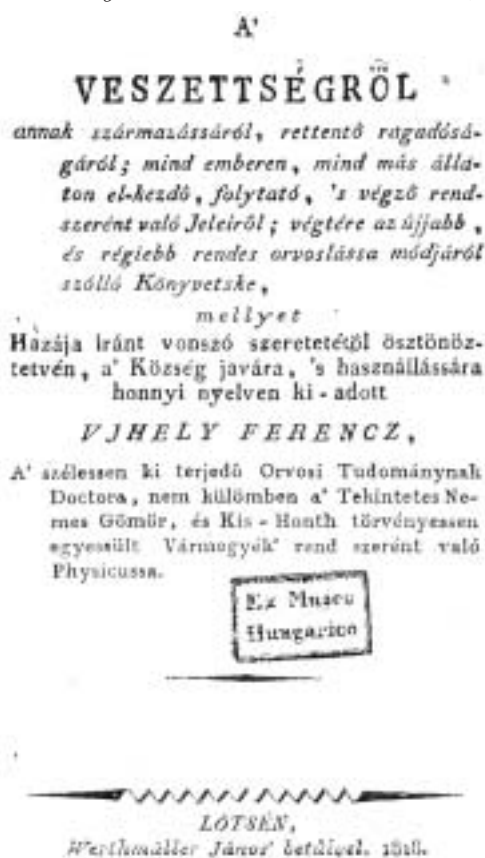 A'
VESZETTSÉGRŐL
annak származássáról, rettentő ragadósá-
gáról; mind emberen, mind más álla-
ton el-kezdő, folytató, 's végző rend-
szerént való Jeleiről; végtére az újjabb,
és régiebb rendes orvoslássa módjáról
szólló Könyvetske,
mellyet
Hazája iránt vonszó szeretetétől ösztönöz-
tetvén, a' Község javára, 's használlására
honnyi nyelven ki-adott
VJHELY FERENCZ,
A' szélessen ki terjedő Orvosi Tudománynak
Doctora, nem külömben a' Tekintetes Ne-
mes Gömör, és Kis-Honth törvényessen
egyesűlt Vármegyék' rend szerént való
Physicussa.
Ex Museo
Hungarico
LŐTSÉN,
Werthmüller János' betűivel. 1818.